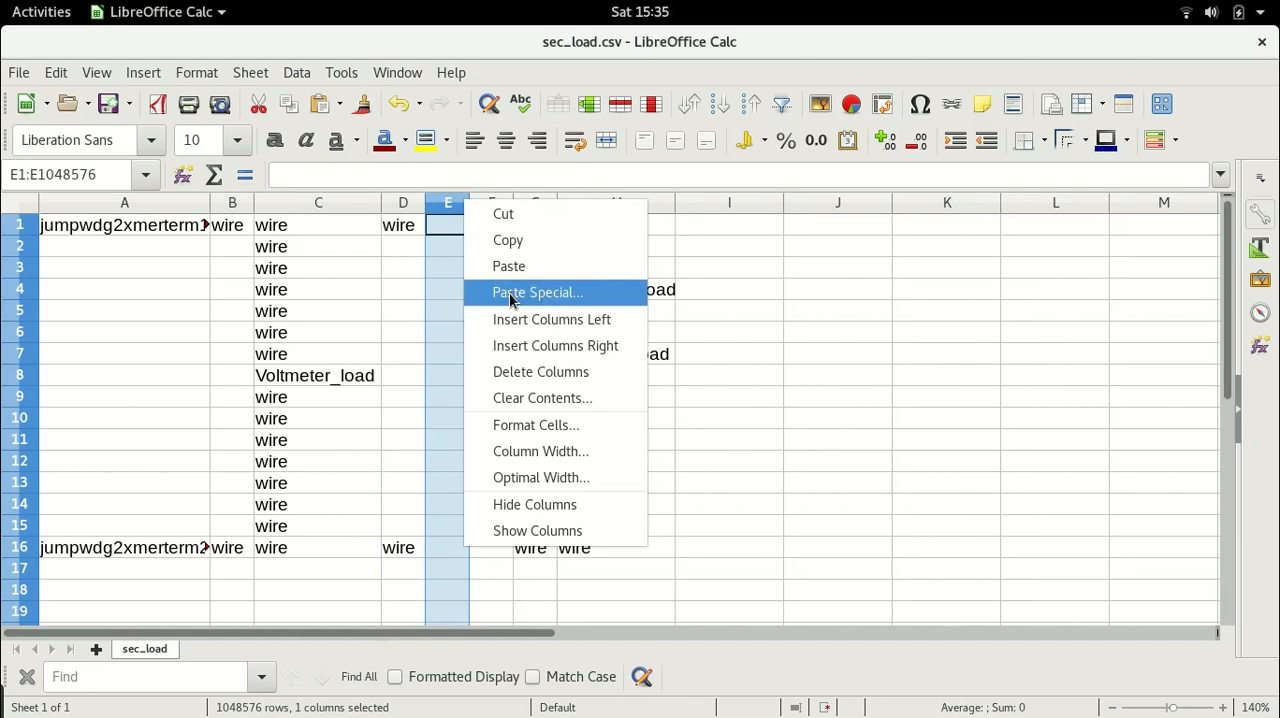 Activities LibreOffice Calc Sat 15:35
sec_load.csv - LibreOffice Calc
File Edit View Insert Format Sheet Data Tools Window Help
Liberation Sans 10
E1:E1048576
A B C D E I J K L M
1 jumpwdg2xmerterm1 wire wire wire
2 wire
3 wire
4 wire oad
5 wire
6 wire
7 wire ad
8 Voltmeter_load
9 wire
10 wire
11 wire
12 wire
13 wire
14 wire
15 wire
16 jumpwdg2xmerterm2 wire wire wire wire wire
17
18
19
Cut
Copy
Paste
Paste Special...
Insert Columns Left
Insert Columns Right
Delete Columns
Clear Contents...
Format Cells...
Column Width...
Optimal Width...
Hide Columns
Show Columns
sec_load
Find Find All Formatted Display Match Case
Sheet 1 of 1 1048576 rows, 1 columns selected Default Average: ; Sum: 0 140%